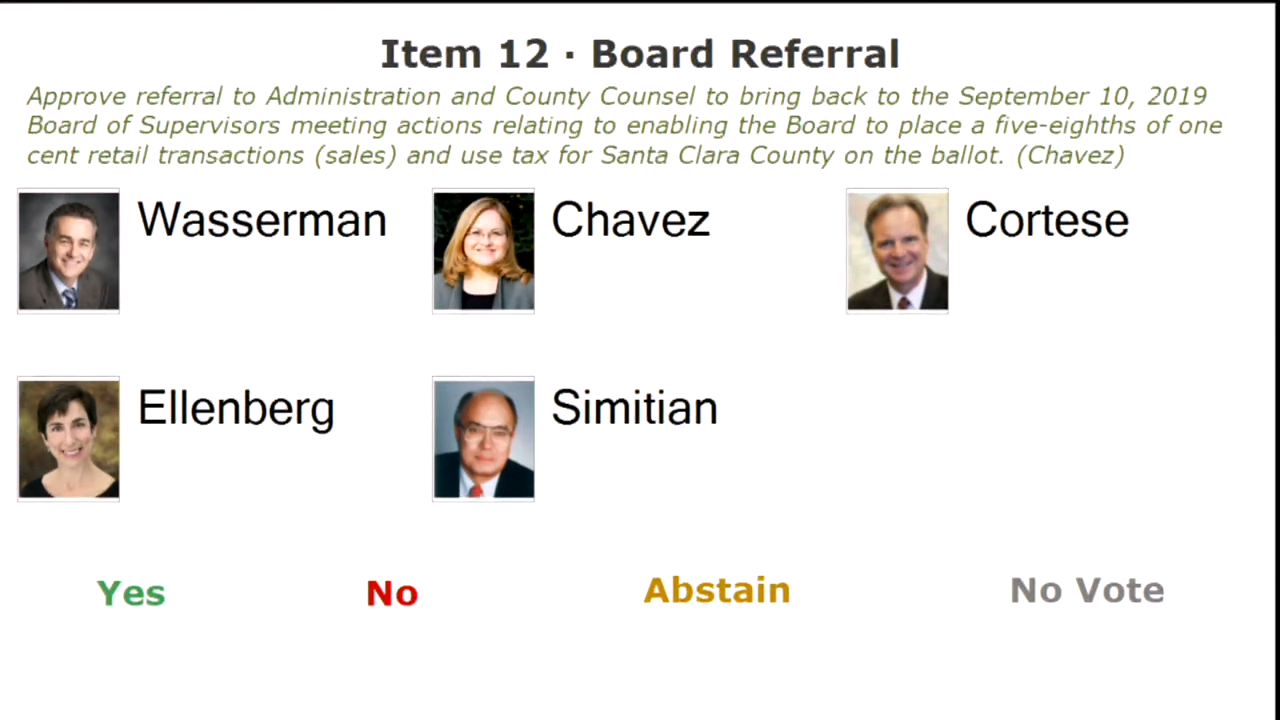 Item 12 · Board Referral
Approve referral to Administration and County Counsel to bring back to the September 10, 2019
Board of Supervisors meeting actions relating to enabling the Board to place a five-eighths of one
cent retail transactions (sales) and use tax for Santa Clara County on the ballot. (Chavez)
Wasserman Chavez Cortese
Ellenberg Simitian
Yes No Abstain No Vote